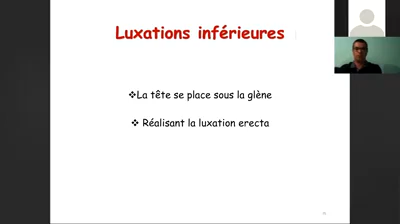 Luxations inférieures
❖La tête se place sous la glène
❖ Réalisant la luxation erecta